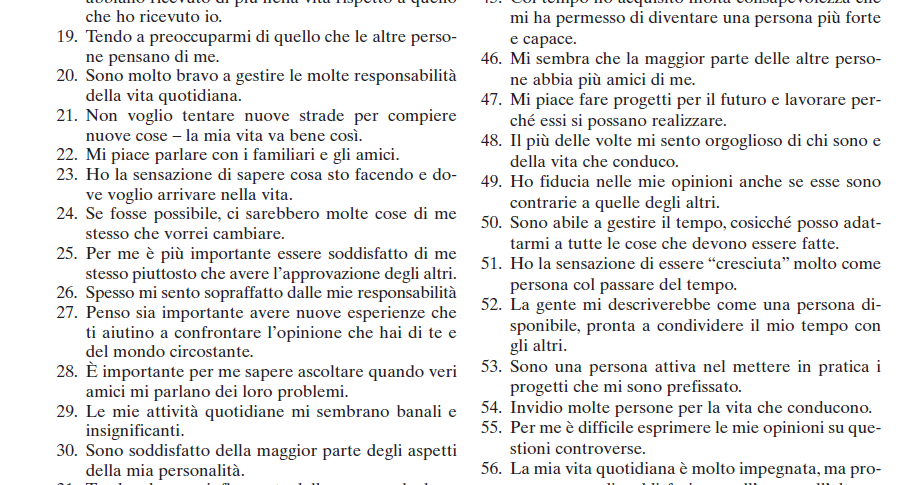 che ho ricevuto io.
19. Tendo a preoccuparmi di quello che le altre perso-
ne pensano di me.
20. Sono molto bravo a gestire le molte responsabilità
della vita quotidiana.
21. Non voglio tentare nuove strade per compiere
nuove cose – la mia vita va bene così.
22. Mi piace parlare con i familiari e gli amici.
23. Ho la sensazione di sapere cosa sto facendo e do-
ve voglio arrivare nella vita.
24. Se fosse possibile, ci sarebbero molte cose di me
stesso che vorrei cambiare.
25. Per me è più importante essere soddisfatto di me
stesso piuttosto che avere l’approvazione degli altri.
26. Spesso mi sento sopraffatto dalle mie responsabilità
27. Penso sia importante avere nuove esperienze che
ti aiutino a confrontare l’opinione che hai di te e
del mondo circostante.
28. È importante per me sapere ascoltare quando veri
amici mi parlano dei loro problemi.
29. Le mie attività quotidiane mi sembrano banali e
insignificanti.
30. Sono soddisfatto della maggior parte degli aspetti
della mia personalità.
mi ha permesso di diventare una persona più forte
e capace.
46. Mi sembra che la maggior parte delle altre perso-
ne abbia più amici di me.
47. Mi piace fare progetti per il futuro e lavorare per-
ché essi si possano realizzare.
48. Il più delle volte mi sento orgoglioso di chi sono e
della vita che conduco.
49. Ho fiducia nelle mie opinioni anche se esse sono
contrarie a quelle degli altri.
50. Sono abile a gestire il tempo, cosicché posso adat-
tarmi a tutte le cose che devono essere fatte.
51. Ho la sensazione di essere “cresciuta” molto come
persona col passare del tempo.
52. La gente mi descriverebbe come una persona di-
sponibile, pronta a condividere il mio tempo con
gli altri.
53. Sono una persona attiva nel mettere in pratica i
progetti che mi sono prefissato.
54. Invidio molte persone per la vita che conducono.
55. Per me è difficile esprimere le mie opinioni su que-
stioni controverse.
56. La mia vita quotidiana è molto impegnata, ma pro-